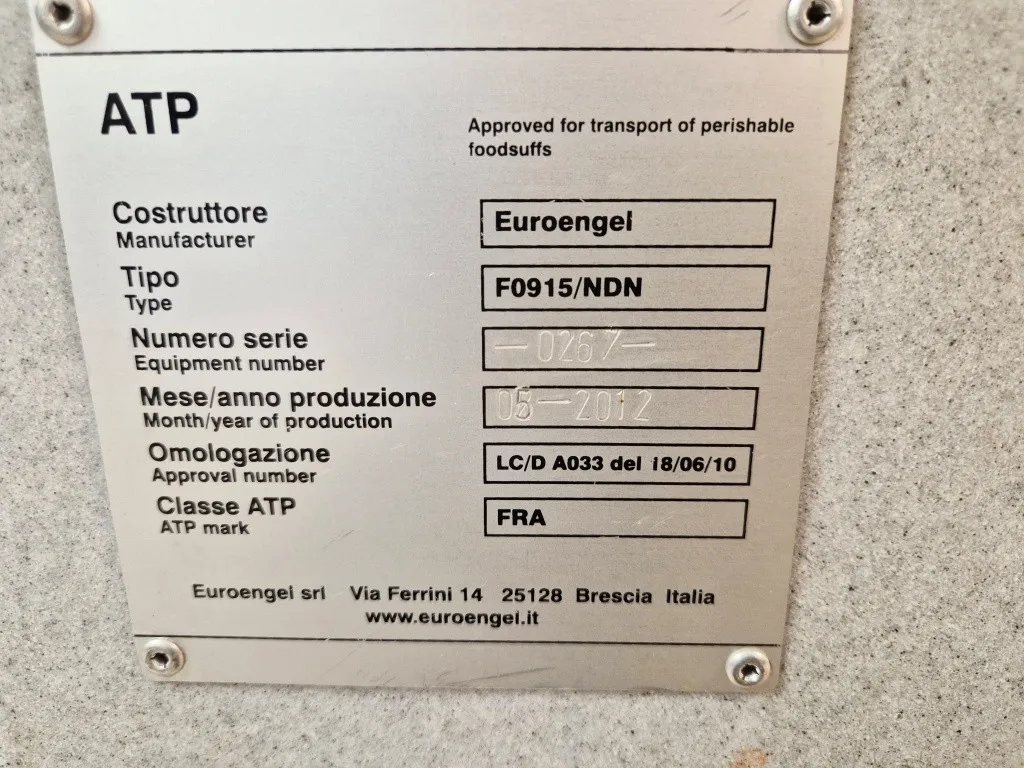 ATP
Approved for transport of perishable
foodsuffs
Costruttore
Manufacturer
Euroengel
Tipo
Type
F0915/NDN
Numero serie
Equipment number
—0267—
Mese/anno produzione
Month/year of production
05—2012
Omologazione
Approval number
LC/D A033 del 18/06/10
Classe ATP
ATP mark
FRA
Euroengel srl Via Ferrini 14 25128 Brescia Italia
www.euroengel.it